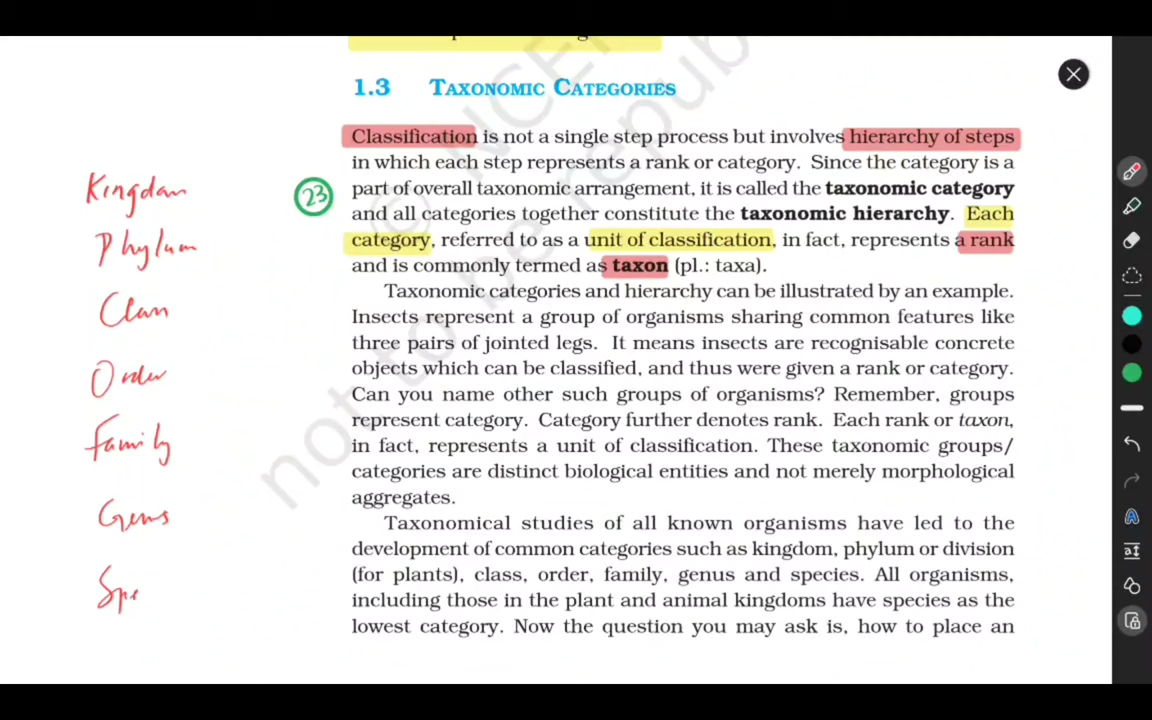 1.3 TAXONOMIC CATEGORIES
Classification is not a single step process but involves hierarchy of steps
in which each step represents a rank or category. Since the category is a
part of overall taxonomic arrangement, it is called the taxonomic category
and all categories together constitute the taxonomic hierarchy. Each
category, referred to as a unit of classification, in fact, represents a rank
and is commonly termed as taxon (pl.: taxa).
Taxonomic categories and hierarchy can be illustrated by an example.
Insects represent a group of organisms sharing common features like
three pairs of jointed legs. It means insects are recognisable concrete
objects which can be classified, and thus were given a rank or category.
Can you name other such groups of organisms? Remember, groups
represent category. Category further denotes rank. Each rank or taxon,
in fact, represents a unit of classification. These taxonomic groups/
categories are distinct biological entities and not merely morphological
aggregates.
Taxonomical studies of all known organisms have led to the
development of common categories such as kingdom, phylum or division
(for plants), class, order, family, genus and species. All organisms,
including those in the plant and animal kingdoms have species as the
lowest category. Now the question you may ask is, how to place an
23
Kingdom
Phylum
Class
Order
Family
Genus
Spe
© NCE
not to be republ